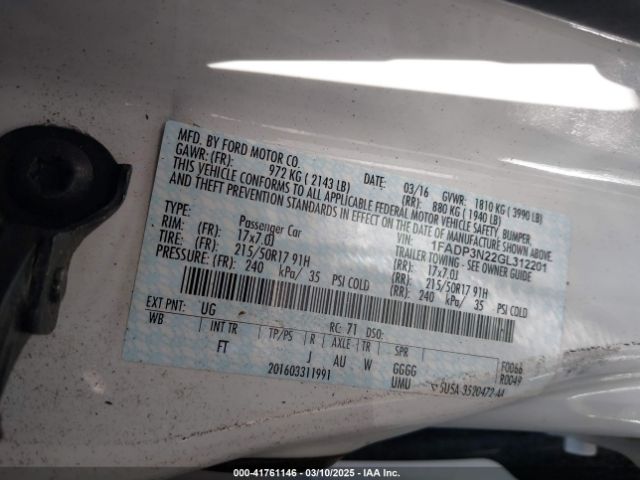 MFD. BY FORD MOTOR CO.
DATE: 03/16 GVWR: 1810 KG ( 3990 LB)
GAWR: (FR): 972 KG ( 2143 LB) (RR): 880 KG ( 1940 LB)
THIS VEHICLE CONFORMS TO ALL APPLICABLE FEDERAL MOTOR VEHICLE SAFETY, BUMPER,
AND THEFT PREVENTION STANDARDS IN EFFECT ON THE DATE OF MANUFACTURE SHOWN ABOVE.
VIN: 1FADP3N22GL312201
TYPE: Passenger Car TRAILER TOWING - SEE OWNER GUIDE
RIM: (FR): 17x7.0J (RR): 17x7.0J
TIRE: (FR): 215/50R17 91H (RR): 215/50R17 91H
PRESSURE: (FR): 240 kPa/ 35 PSI COLD (RR): 240 kPa/ 35 PSI COLD
EXT PNT: UG RC: 71 DSO:
WB INT TR TP/PS R AXLE TR SPR F0066
FT J AU W GGGG R0049
201603311991 UMU
000-41761146 — 03/10/2025 — IAA Inc.